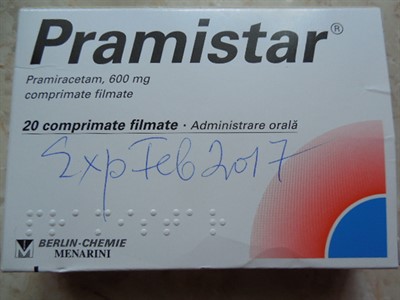 Pramistar®
Pramiracetam, 600 mg
comprimate filmate
20 comprimate filmate · Administrare orală
Exp Feb 2017
BERLIN-CHEMIE
MENARINI